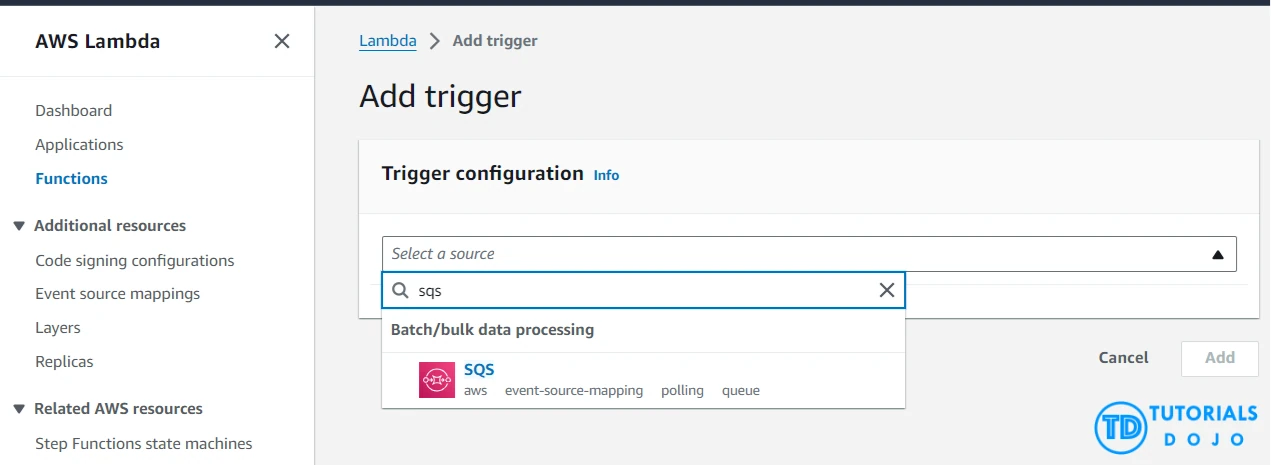 AWS Lambda
Dashboard
Applications
Functions
Additional resources
Code signing configurations
Event source mappings
Layers
Replicas
Related AWS resources
Step Functions state machines
Lambda > Add trigger
Add trigger
Trigger configuration Info
Select a source
sqs
Batch/bulk data processing
SQS
aws event-source-mapping polling queue
Cancel Add
TD TUTORIALS
DOJO